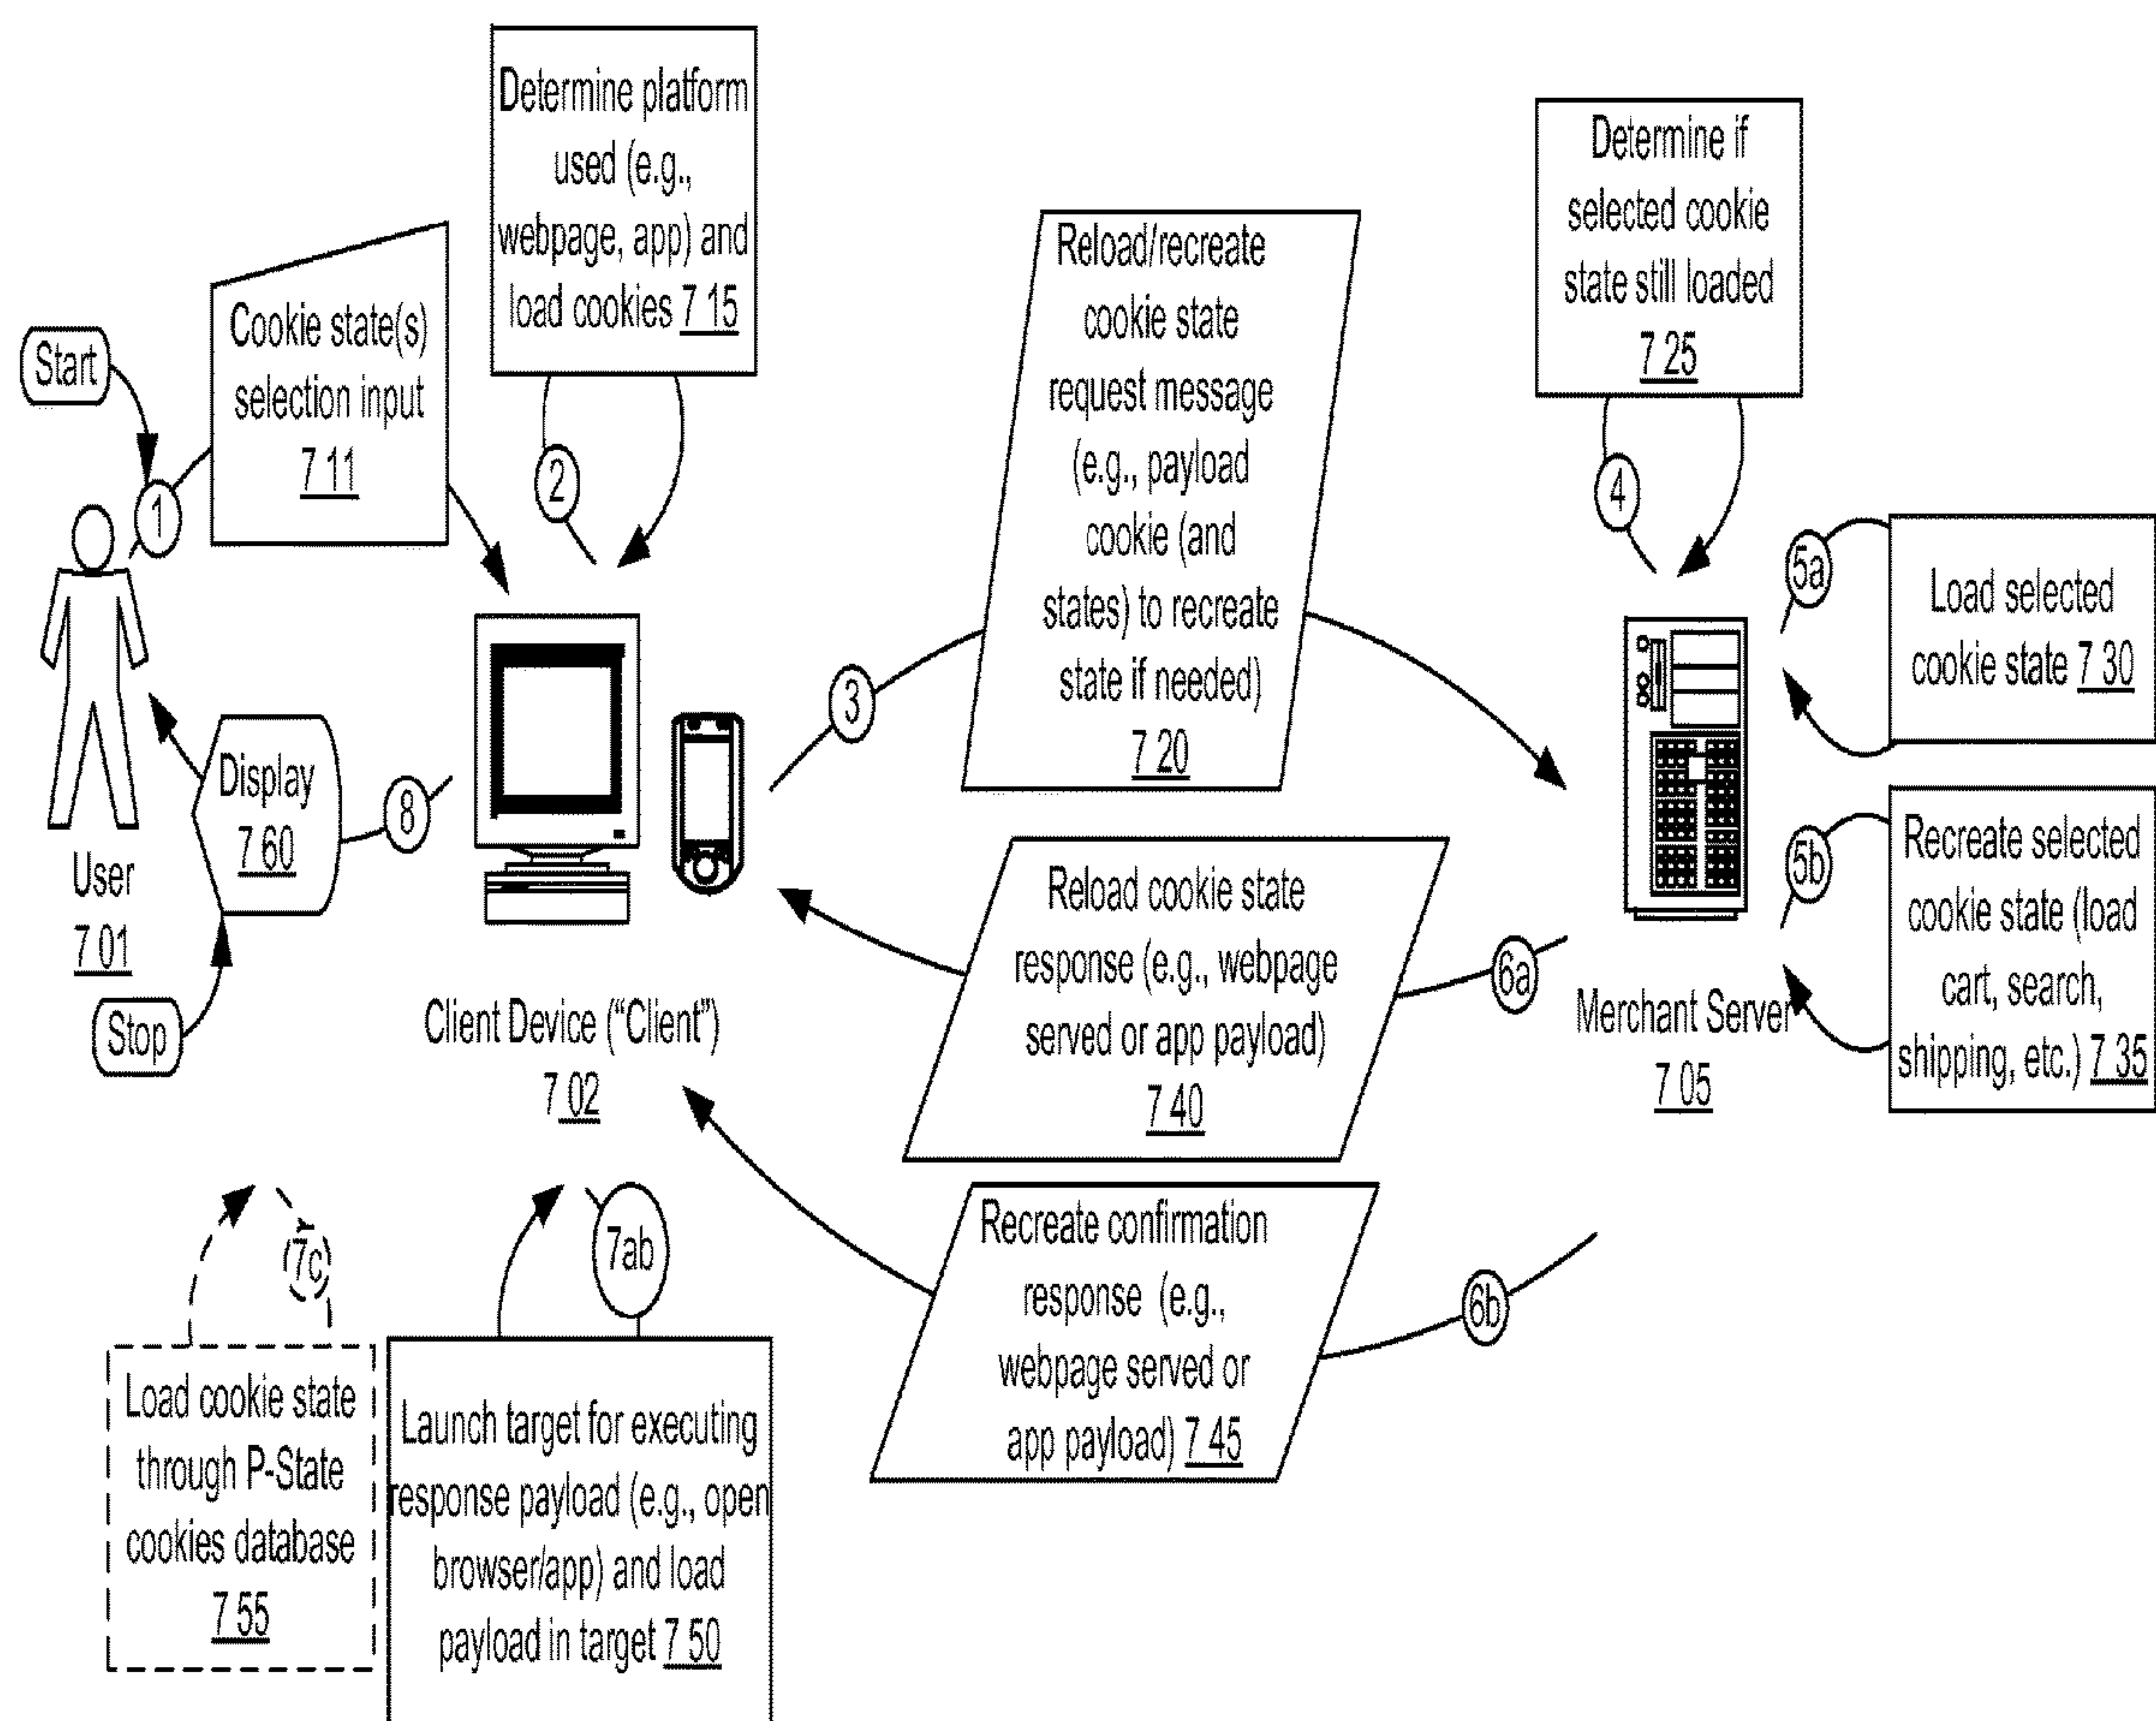 Start
1
Cookie state(s)
selection input
7 11
Determine platform
used (e.g.,
webpage, app) and
load cookies 7 15
2
Reload/recreate
cookie state
request message
(e.g., payload
cookie (and
states) to recreate
state if needed)
7 20
3
Determine if
selected cookie
state still loaded
7 25
4
5a
Load selected
cookie state 7 30
5b
Recreate selected
cookie state (load
cart, search,
shipping, etc.) 7 35
User
7 01
Display
7 60
8
Stop
Client Device ("Client")
7 02
Reload cookie state
response (e.g., webpage
served or app payload)
7 40
6a
Merchant Server
7 05
Recreate confirmation
response (e.g.,
webpage served or
app payload) 7 45
6b
7c
7ab
Load cookie state
through P-State
cookies database
7 55
Launch target for executing
response payload (e.g., open
browser/app) and load
payload in target 7 50